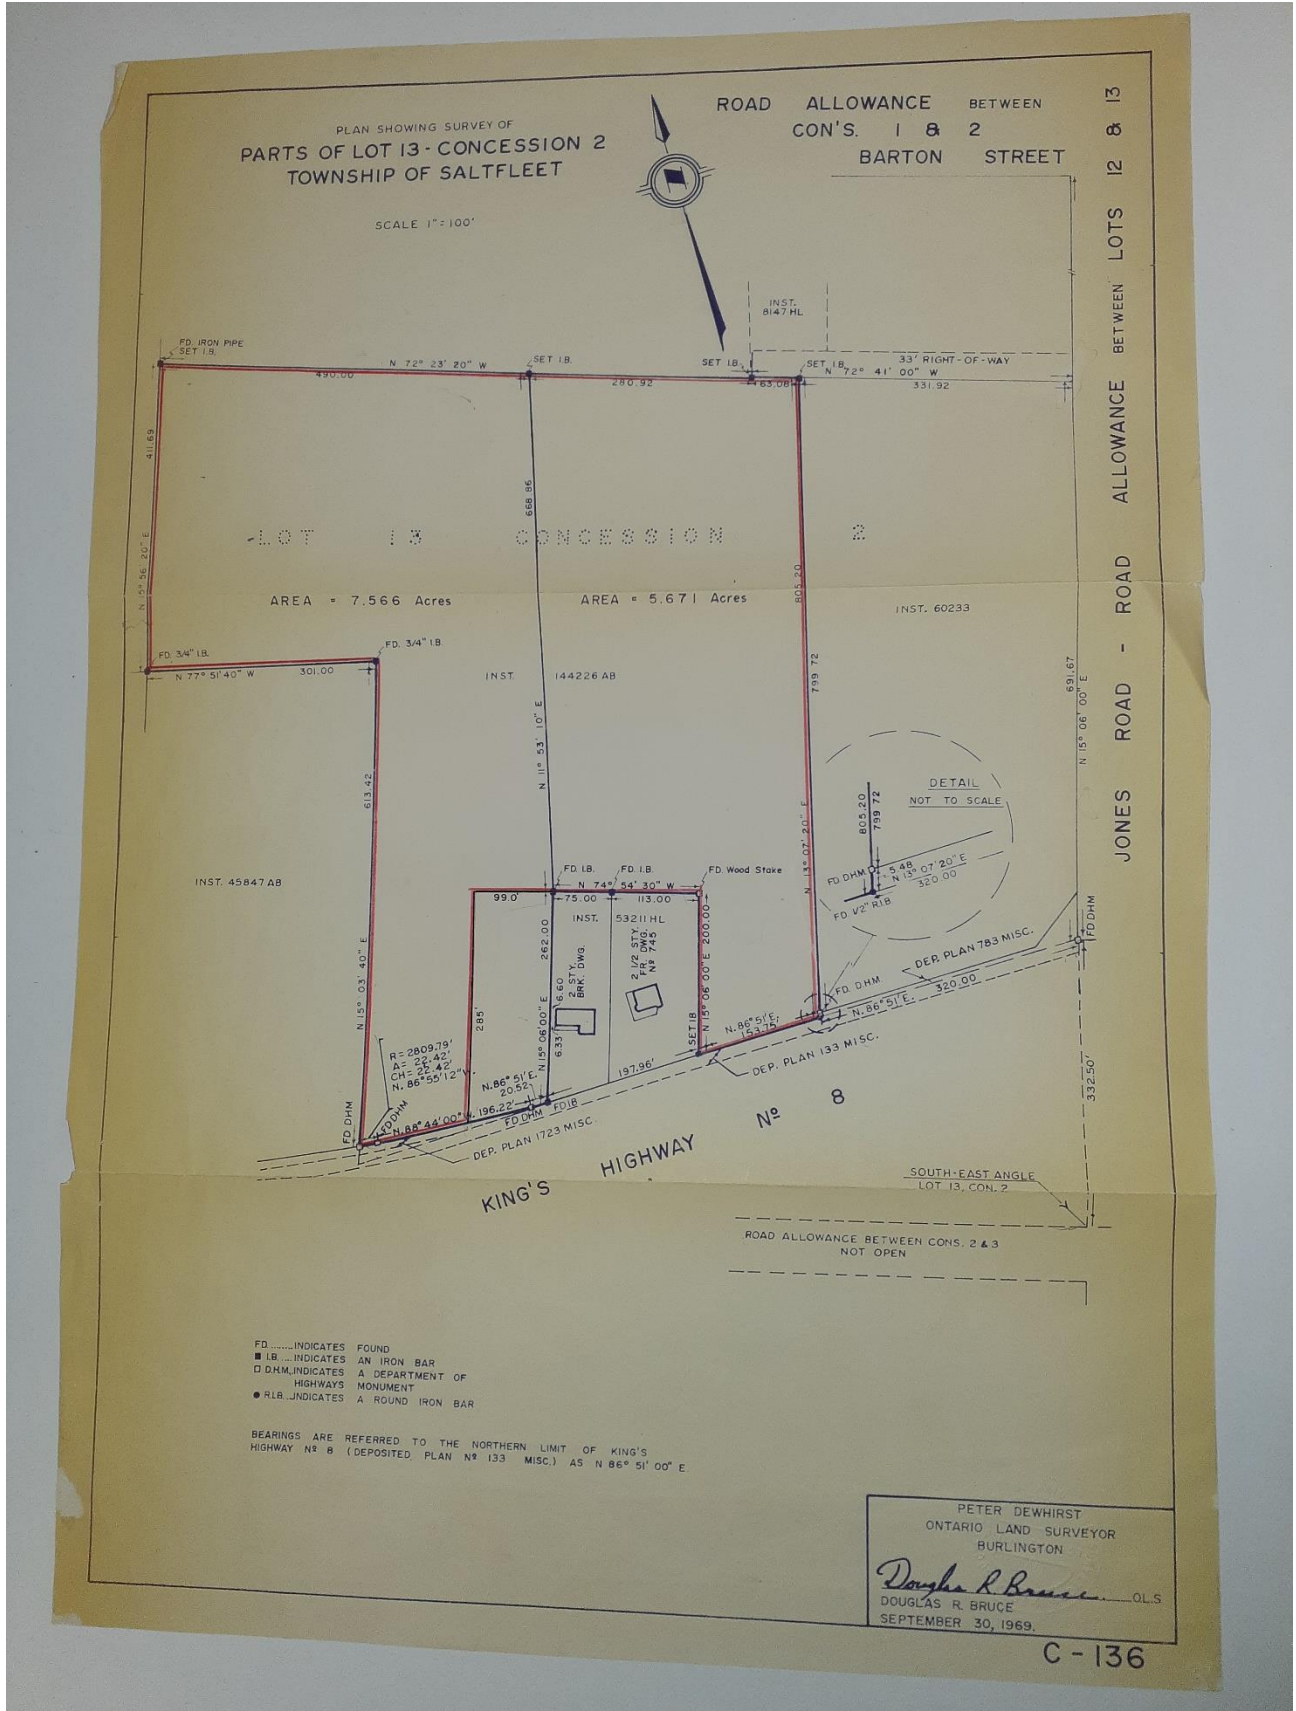 PLAN SHOWING SURVEY OF
PARTS OF LOT 13 - CONCESSION 2
TOWNSHIP OF SALTFLEET
SCALE 1" = 100'
ROAD ALLOWANCE BETWEEN
CON'S. 1 & 2
BARTON STREET
JONES ROAD - ROAD ALLOWANCE BETWEEN LOTS 12 & 13
INST.
8147 HL
FD. IRON PIPE
SET I.B.
N 72° 23' 20" W
490.00
SET I.B.
280.92
SET I.B.
63.08
SET I.B.
33' RIGHT-OF-WAY
N 72° 41' 00" W
331.92
411.69
N 15° 56' 20" E
668.86
N 11° 53' 10" E
805.20
799 72
N 13° 07' 20" E
LOT 13 CONCESSION 2
AREA = 7.566 Acres
AREA = 5.671 Acres
INST. 60233
FD. 3/4" I.B.
N 77° 51' 40" W
301.00
FD. 3/4" I.B.
INST. 144226 AB
691.67
N 15° 06' 00" E
613.42
N 15° 03' 40" E
DETAIL
NOT TO SCALE
805.20
799 72
FD. DHM
5.48
N 13° 07' 20" E
320.00
FD. 1/2" R.I.B.
INST. 45847 AB
FD. I.B.
FD. I.B.
FD. Wood Stake
N 74° 54' 30" W
99.0'
75.00
113.00
INST. 53211 HL
262.00
N 15° 06' 00" E
6.60
6.33'
2 STY.
BRK. DWG.
2 1/2 STY.
FR. DWG.
Nº 745
N 15° 06' 00" E 200.00
SET IB
285'
DEP. PLAN 783 MISC.
FD DHM
FD. DHM
N. 86° 51' E.
320.00
N. 86° 51' E.
153.75
DEP. PLAN 133 MISC.
197.96'
R = 2809.79'
A = 22.42'
CH = 22.42'
N. 86° 55' 12" W.
N. 86° 51' E.
20.52
FD DHM
FD DHM
N. 88° 44' 00" W. 196.22'
FD DHM
FD IB
DEP. PLAN 1723 MISC.
KING'S HIGHWAY Nº 8
332.50'
SOUTH-EAST ANGLE
LOT 13, CON. 2
ROAD ALLOWANCE BETWEEN CONS. 2 & 3
NOT OPEN
FD ........ INDICATES FOUND
I.B. .... INDICATES AN IRON BAR
D.H.M. INDICATES A DEPARTMENT OF
HIGHWAYS MONUMENT
R.I.B. .. INDICATES A ROUND IRON BAR
BEARINGS ARE REFERRED TO THE NORTHERN LIMIT OF KING'S
HIGHWAY Nº 8 (DEPOSITED PLAN Nº 133 MISC.) AS N 86° 51' 00" E.
PETER DEWHIRST
ONTARIO LAND SURVEYOR
BURLINGTON
Douglas R. Bruce O.L.S
DOUGLAS R. BRUCE
SEPTEMBER 30, 1969.
C - 136